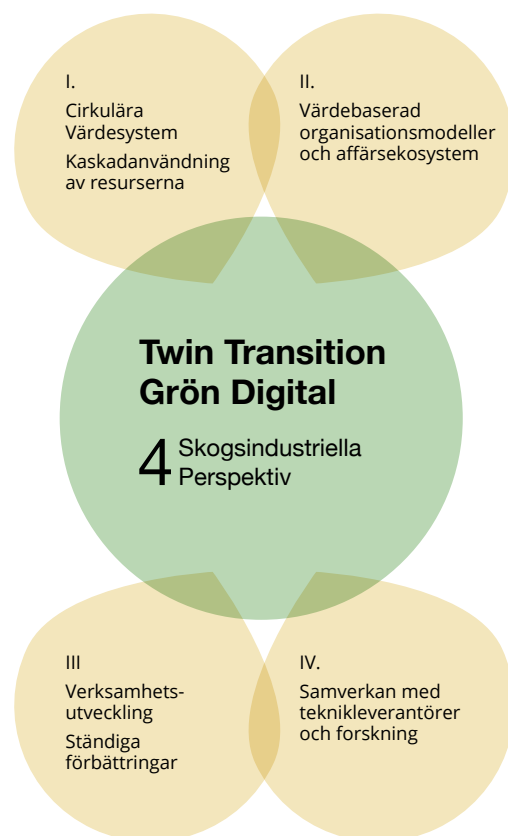 I.
Cirkulära
Värdesystem
Kaskadanvändning
av resurserna
II.
Värdebaserad
organisationsmodeller
och affärsekosystem
Twin Transition
Grön Digital
4 Skogsindustriella
Perspektiv
III
Verksamhets-
utveckling
Ständiga
förbättringar
IV.
Samverkan med
teknikleverantörer
och forskning